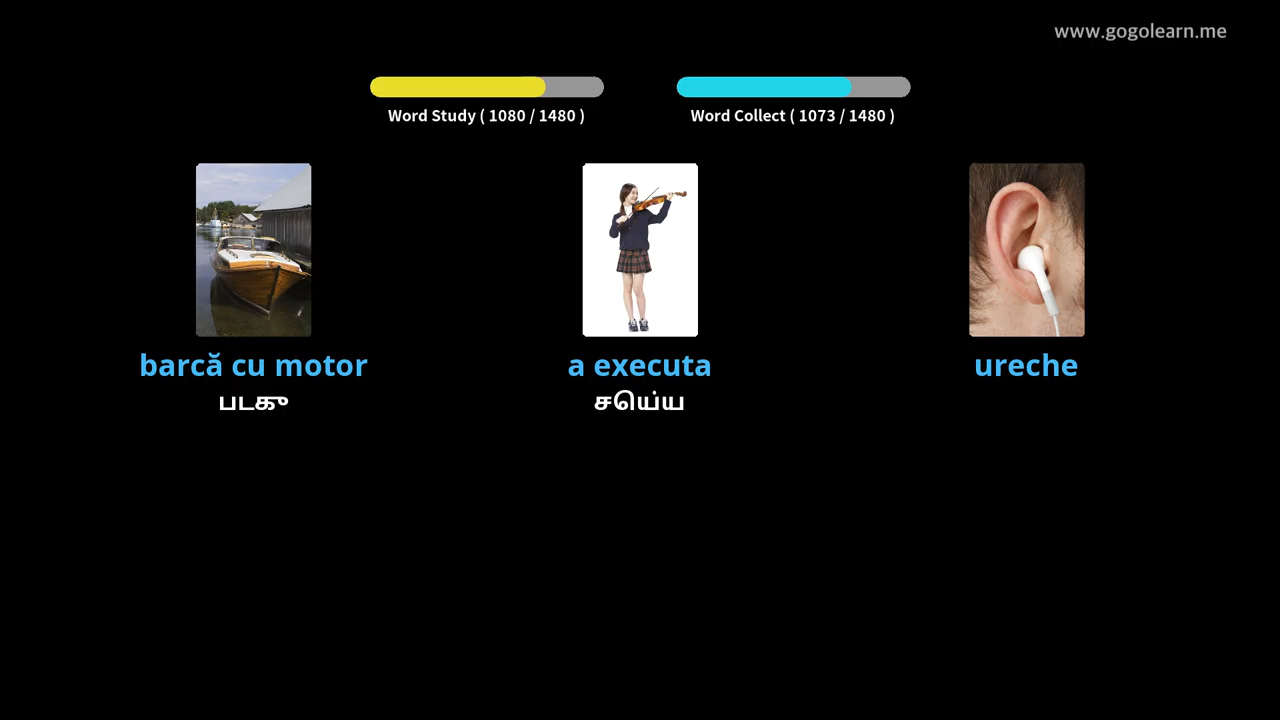 www.gogolearn.me
Word Study ( 1080 / 1480 )
Word Collect ( 1073 / 1480 )
barcă cu motor
a executa
ureche
படகு
செய்ய